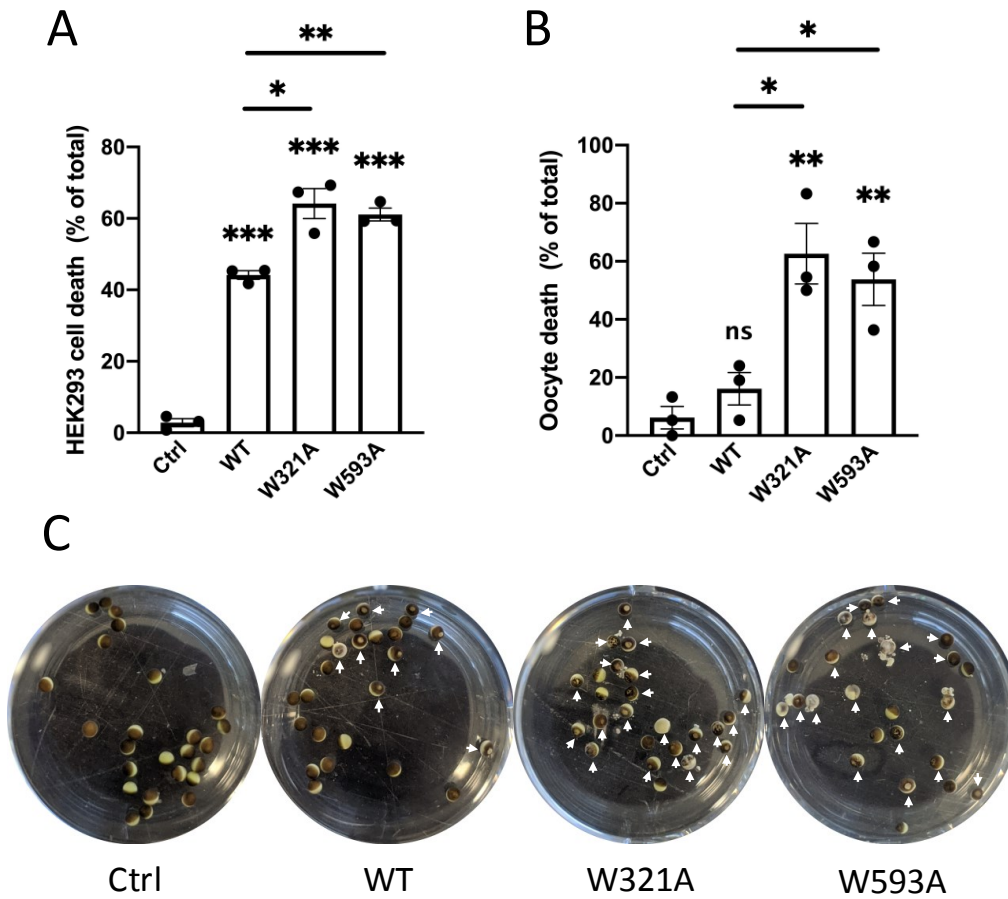 A
B
**
*
*
*
***
***
***
**
**
ns
HEK293 cell death (% of total)
80
60
40
20
0
Ctrl
WT
W321A
W593A
Oocyte death (% of total)
100
80
60
40
20
0
Ctrl
WT
W321A
W593A
C
Ctrl
WT
W321A
W593A